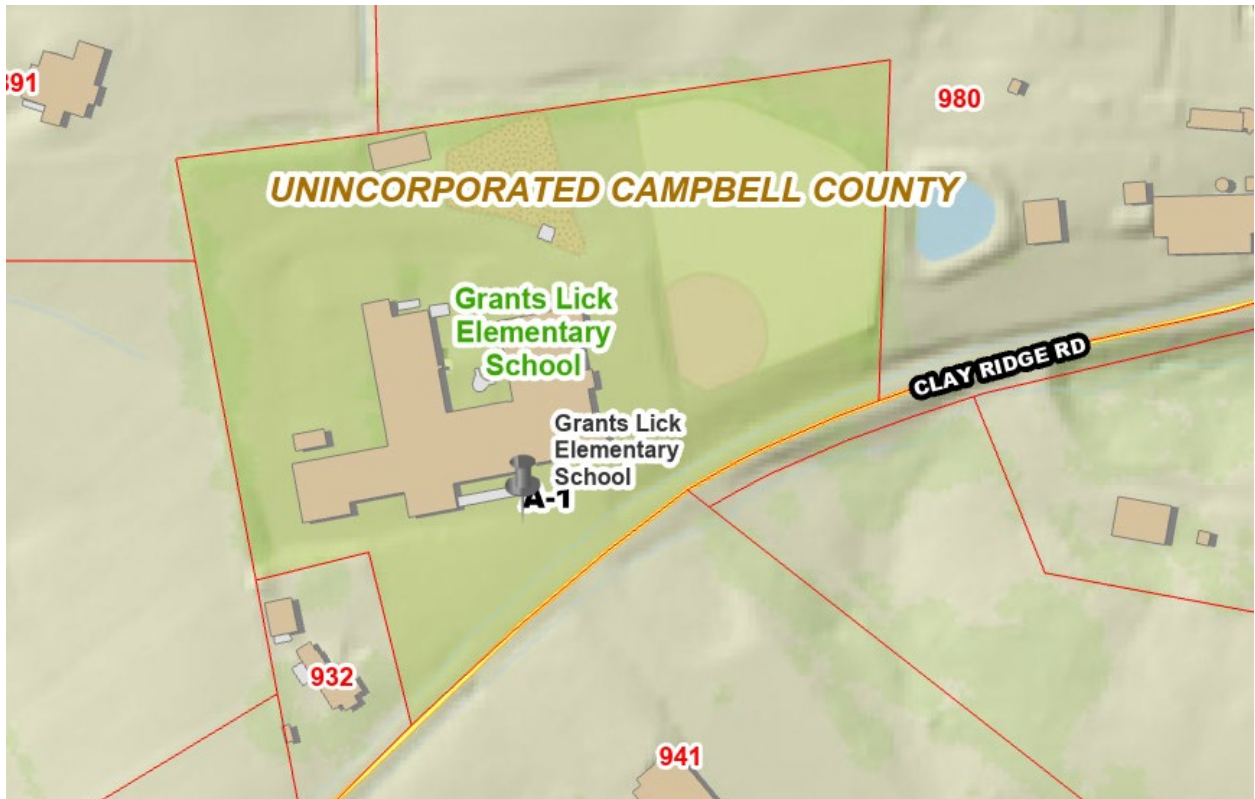 391
980
UNINCORPORATED CAMPBELL COUNTY
Grants Lick
Elementary
School
CLAY RIDGE RD
Grants Lick
Elementary
School
A-1
932
941